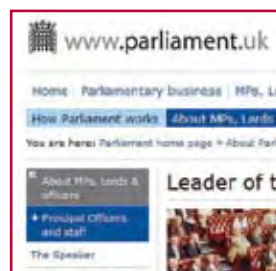 www.parliament.uk
Home Parliamentary business MPs, L
How Parliament works About MPs, Lords
You are here: Parliament home page > About Parl
About MPs, Lords &
officers
Principal Officers
and staff
Leader of t
The Speaker